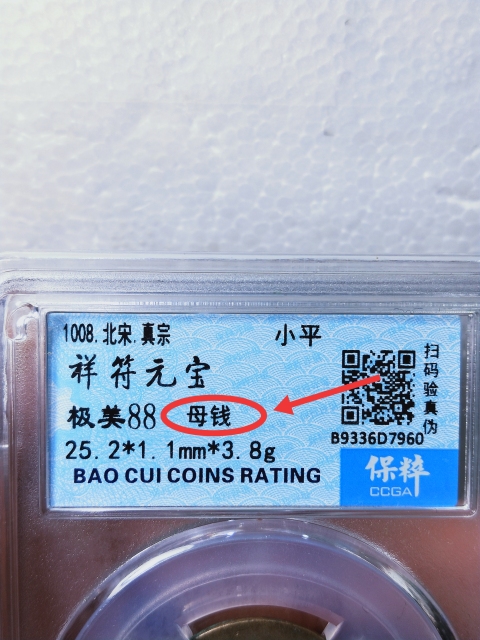 1008.北宋.真宗
小平
祥符元宝
极美88 母钱
25.2*1.1mm*3.8g
BAO CUI COINS RATING
扫码验真伪
B9336D7960
保粹
CCGA